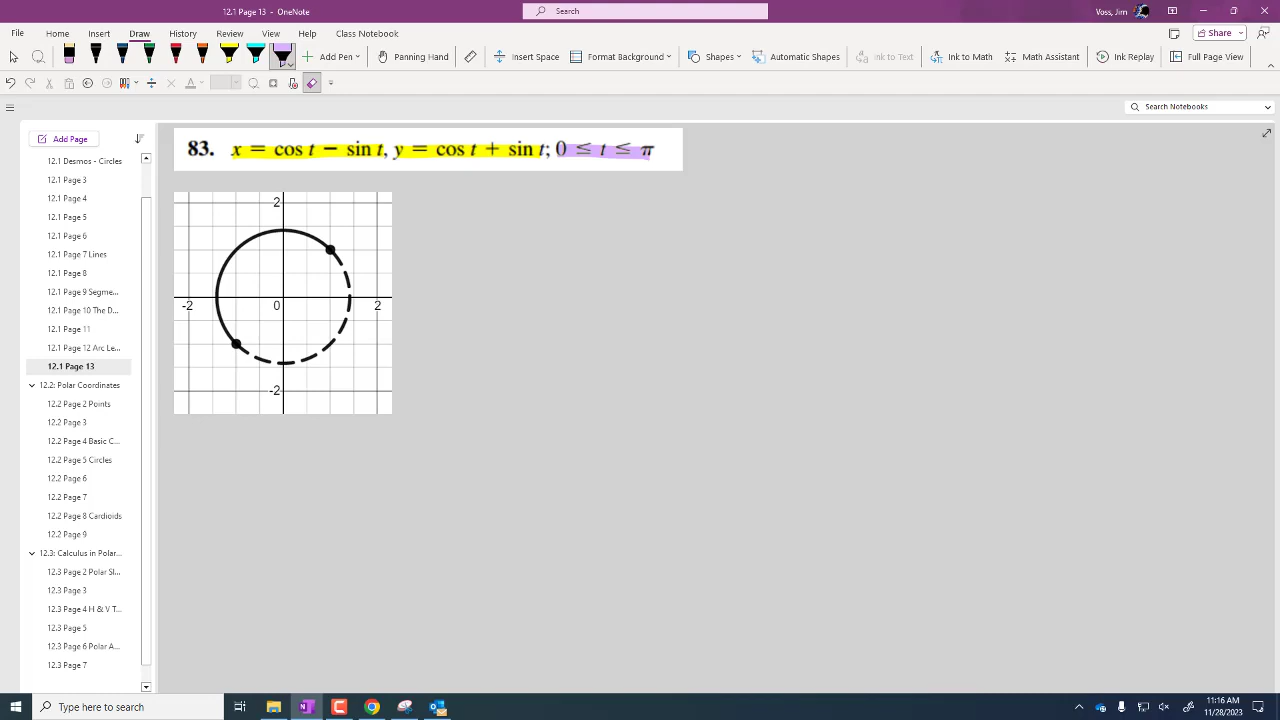 12.1 Page 13 - OneNote
Search
Voss, Jim
File Home Insert Draw History Review View Help Class Notebook
Share
Add Pen
Panning Hand
Insert Space
Format Background
Shapes
Automatic Shapes
Ink to Text
Ink to Math
Math Assistant
Ink Replay
Full Page View
Search Notebooks
Add Page
12.1 Desmos - Circles
12.1 Page 3
12.1 Page 4
12.1 Page 5
12.1 Page 6
12.1 Page 7 Lines
12.1 Page 8
12.1 Page 9 Segme...
12.1 Page 10 The D...
12.1 Page 11
12.1 Page 12 Arc Le...
12.1 Page 13
12.2: Polar Coordinates
12.2 Page 2 Points
12.2 Page 3
12.2 Page 4 Basic C...
12.2 Page 5 Circles
12.2 Page 6
12.2 Page 7
12.2 Page 8 Cardioids
12.2 Page 9
12.3: Calculus in Polar...
12.3 Page 2 Polar Sl...
12.3 Page 3
12.3 Page 4 H & V T...
12.3 Page 5
12.3 Page 6 Polar A...
12.3 Page 7
83. x = cos t − sin t, y = cos t + sin t; 0 ≤ t ≤ π
2
-2 0 2
-2
Type here to search
11:16 AM
11/28/2023